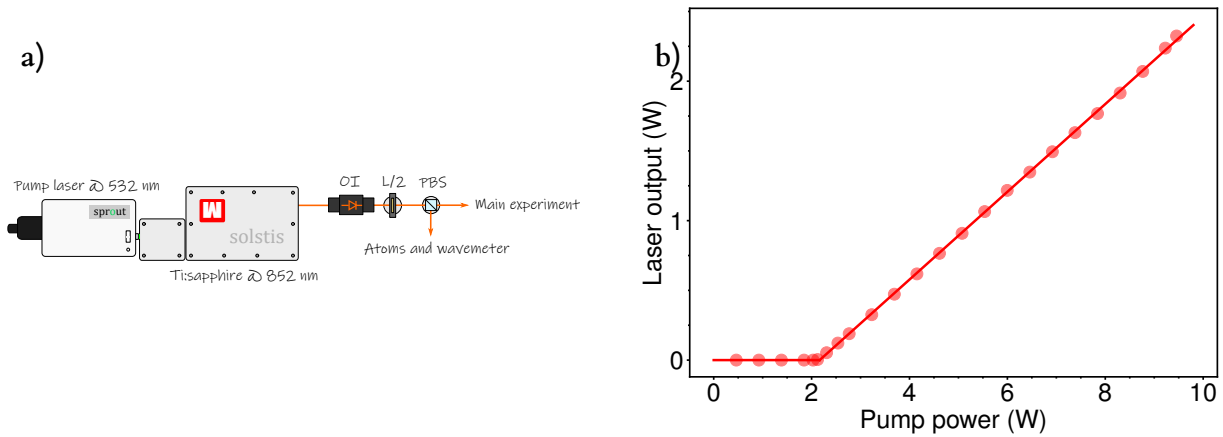 a)
Pump laser @ 532 nm
sprout
W
solstis
Ti:sapphire @ 852 nm
OI
L/2
PBS
Main experiment
Atoms and wavemeter
b)
Laser output (W)
2
1
0
0
2
4
6
8
10
Pump power (W)